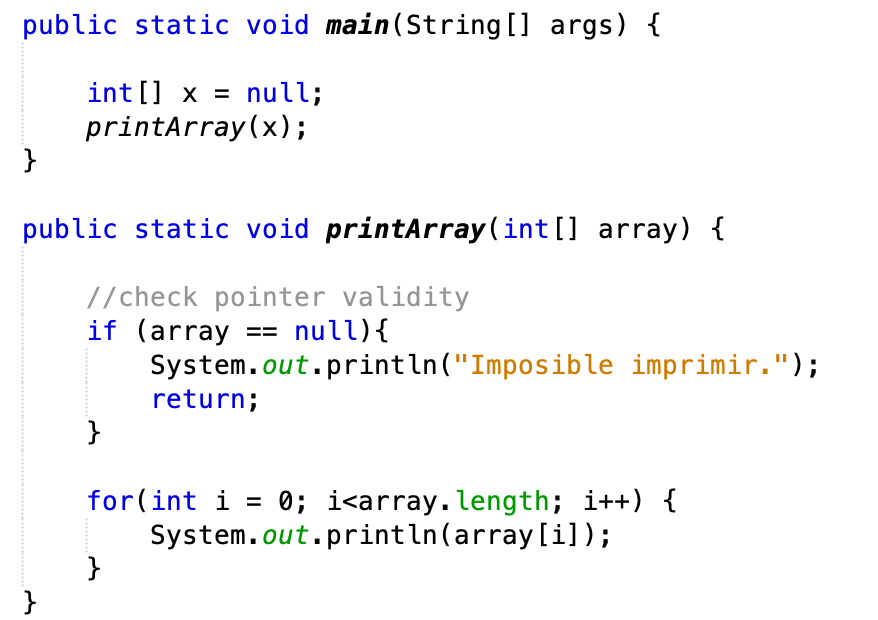 public static void main(String[] args) {
int[] x = null;
printArray(x);
}
public static void printArray(int[] array) {
//check pointer validity
if (array == null){
System.out.println("Imposible imprimir.");
return;
}
for(int i = 0; i<array.length; i++) {
System.out.println(array[i]);
}
}